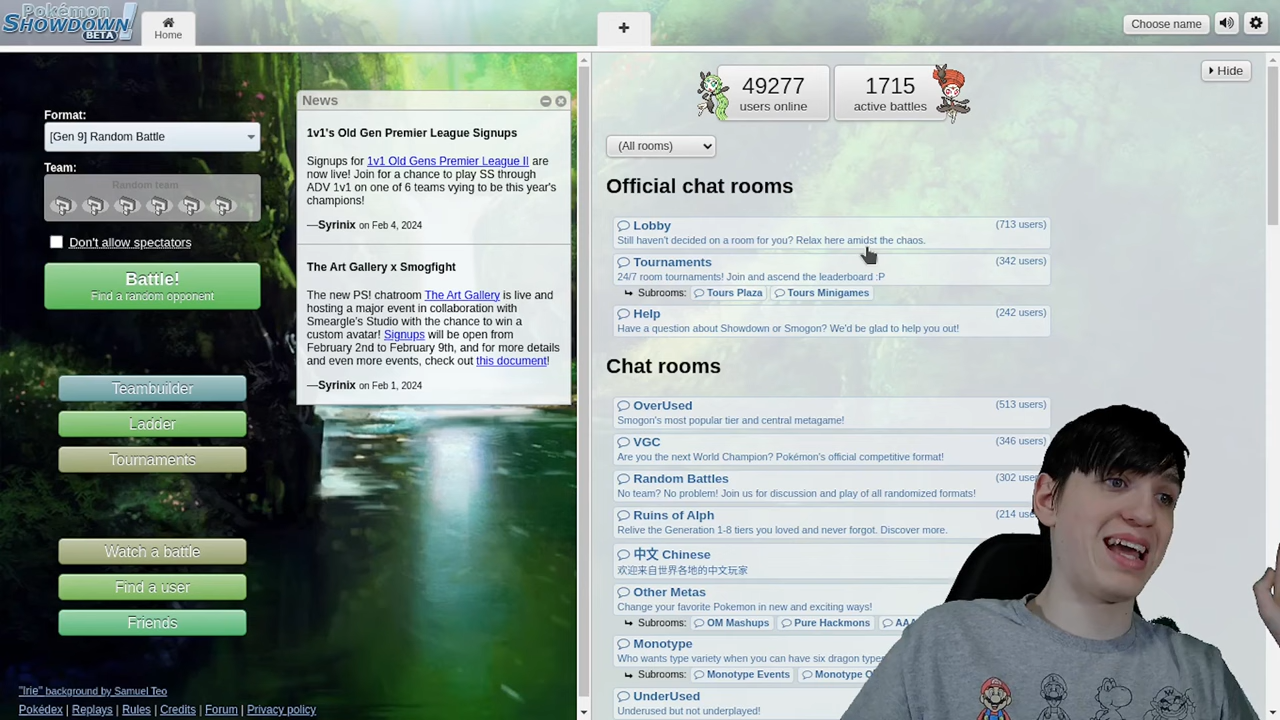 Pokémon
SHOWDOWN!
BETA
Home
+
Choose name
Format:
[Gen 9] Random Battle
Team:
Random team
Don't allow spectators
Battle!
Find a random opponent
Teambuilder
Ladder
Tournaments
Watch a battle
Find a user
Friends
"Irie" background by Samuel Teo
Pokédex | Replays | Rules | Credits | Forum | Privacy policy
News
1v1's Old Gen Premier League Signups
Signups for 1v1 Old Gens Premier League II are
now live! Join for a chance to play SS through
ADV 1v1 on one of 6 teams vying to be this year's
champions!
—Syrinix on Feb 4, 2024
The Art Gallery x Smogfight
The new PS! chatroom The Art Gallery is live and
hosting a major event in collaboration with
Smeargle's Studio with the chance to win a
custom avatar! Signups will be open from
February 2nd to February 9th, and for more details
and even more events, check out this document!
—Syrinix on Feb 1, 2024
49277
users online
1715
active battles
Hide
(All rooms)
Official chat rooms
Lobby (713 users)
Still haven't decided on a room for you? Relax here amidst the chaos.
Tournaments (342 users)
24/7 room tournaments! Join and ascend the leaderboard :P
Subrooms: Tours Plaza Tours Minigames
Help (242 users)
Have a question about Showdown or Smogon? We'd be glad to help you out!
Chat rooms
OverUsed (513 users)
Smogon's most popular tier and central metagame!
VGC (346 users)
Are you the next World Champion? Pokémon's official competitive format!
Random Battles (302
No team? No problem! Join us for discussion and play of all randomized formats!
Ruins of Alph (214
Relive the Generation 1-8 tiers you loved and never forgot. Discover more.
中文 Chinese
欢迎来自世界各地的中文玩家
Other Metas
Change your favorite Pokemon in new and exciting ways!
Subrooms: OM Mashups Pure Hackmons
Monotype
Who wants type variety when you can have six dragon
Subrooms: Monotype Events Monotype
UnderUsed
Underused but not underplayed!